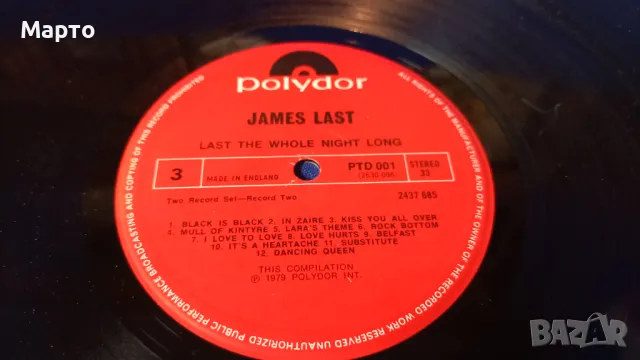 Марто
polydor
JAMES LAST
LAST THE WHOLE NIGHT LONG
3
MADE IN ENGLAND
PTD 001
(2630 096)
STEREO
33
Two Record Set—Record Two
2437 685
1. BLACK IS BLACK 2. IN ZAIRE 3. KISS YOU ALL OVER
4. MULL OF KINTYRE 5. LARA'S THEME 6. ROCK BOTTOM
7. I LOVE TO LOVE 8. LOVE HURTS 9. BELFAST
10. IT'S A HEARTACHE 11. SUBSTITUTE
12. DANCING QUEEN
THIS COMPILATION
℗ 1979 POLYDOR INT.
ALL RIGHTS OF THE MANUFACTURER AND OF THE OWNER OF THE RECORDED WORK RESERVED UNAUTHORIZED PUBLIC PERFORMANCE BROADCASTING AND COPYING OF THIS RECORD PROHIBITED
BAZAR
.bg